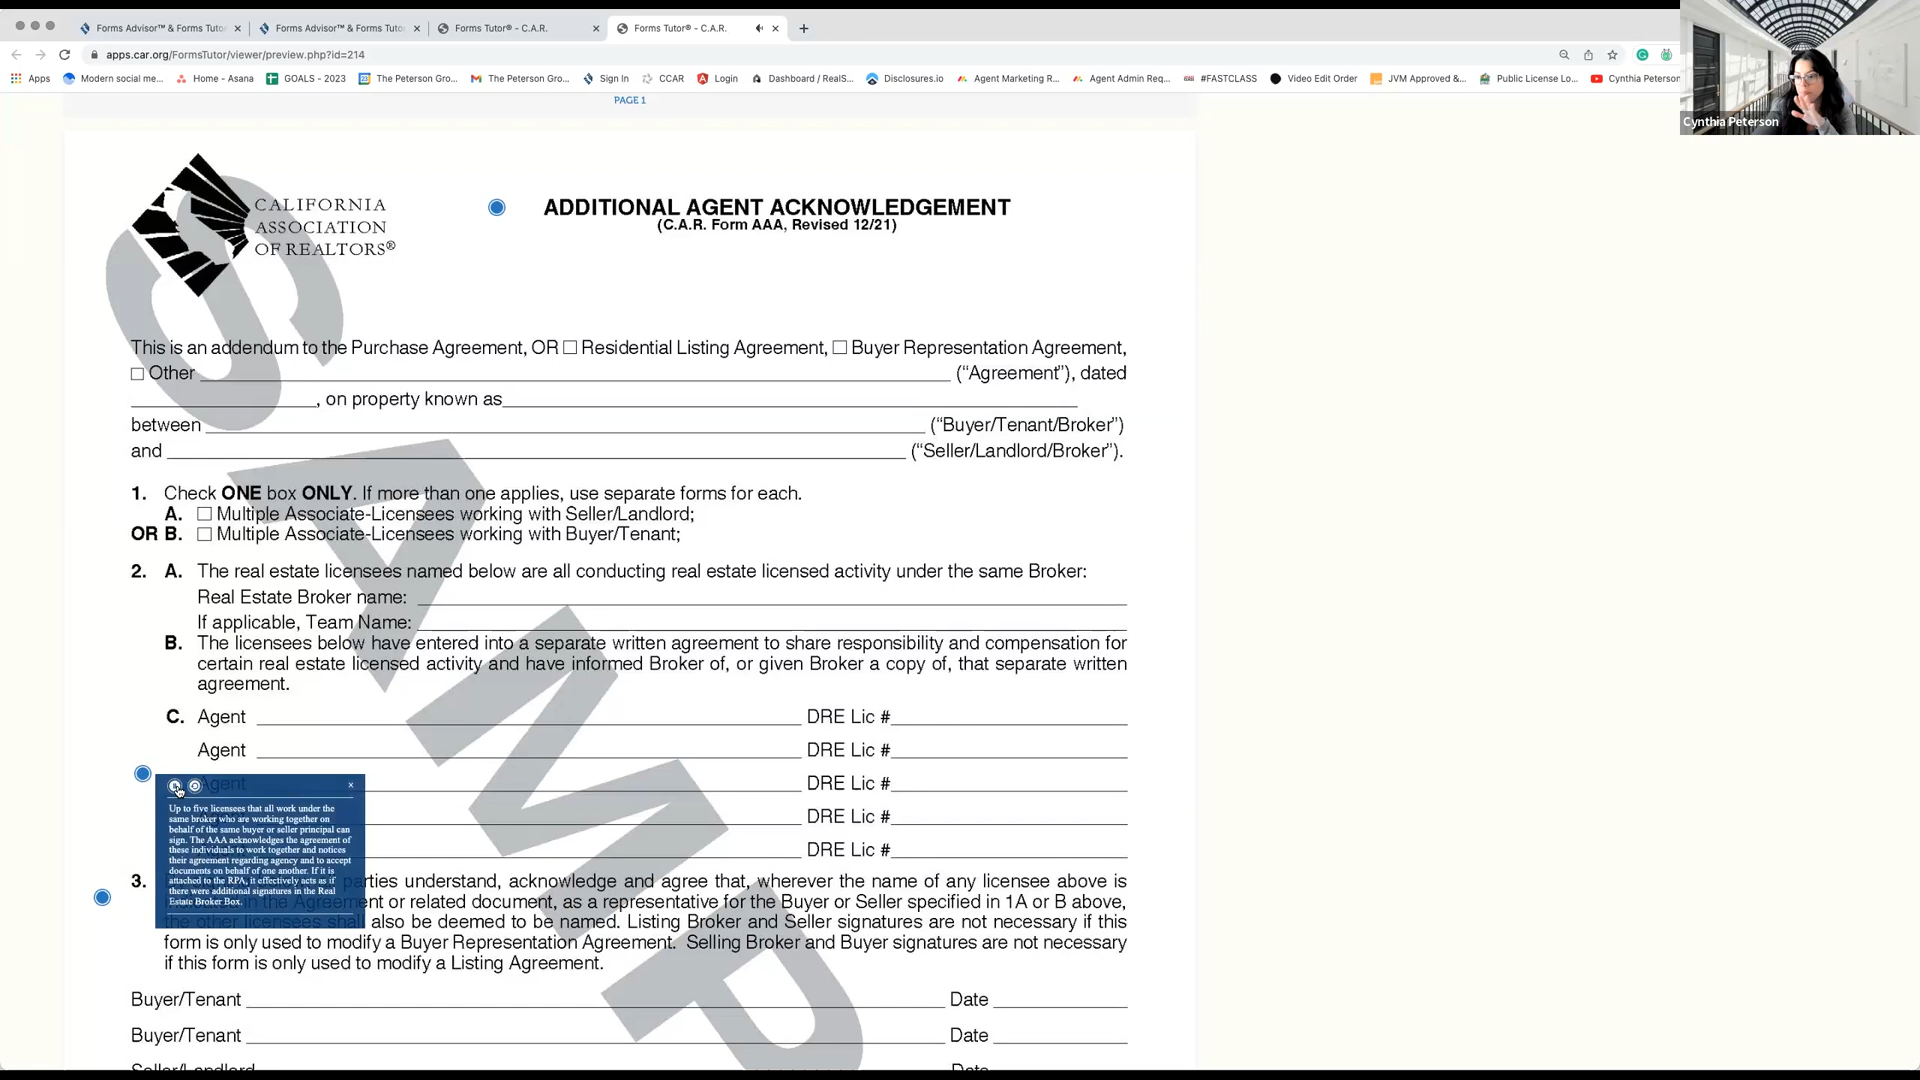 Forms Advisor™ & Forms Tuto
Forms Advisor™ & Forms Tuto
Forms Tutor® - C.A.R.
Forms Tutor® - C.A.R.
apps.car.org/FormsTutor/viewer/preview.php?id=214
Apps
Modern social me...
Home - Asana
GOALS - 2023
The Peterson Gro...
The Peterson Gro...
Sign In
CCAR
Login
Dashboard / RealS...
Disclosures.io
Agent Marketing R...
Agent Admin Req...
#FASTCLASS
Video Edit Order
JVM Approved &...
Public License Lo...
Cynthia Peterson
Cynthia Peterson
PAGE 1
CALIFORNIA
ASSOCIATION
OF REALTORS®
ADDITIONAL AGENT ACKNOWLEDGEMENT
(C.A.R. Form AAA, Revised 12/21)
SAMP
This is an addendum to the Purchase Agreement, OR ☐ Residential Listing Agreement, ☐ Buyer Representation Agreement,
☐ Other ("Agreement"), dated
, on property known as
between ("Buyer/Tenant/Broker")
and ("Seller/Landlord/Broker").
1. Check ONE box ONLY. If more than one applies, use separate forms for each.
A. ☐ Multiple Associate-Licensees working with Seller/Landlord;
OR B. ☐ Multiple Associate-Licensees working with Buyer/Tenant;
2. A. The real estate licensees named below are all conducting real estate licensed activity under the same Broker:
Real Estate Broker name:
If applicable, Team Name:
B. The licensees below have entered into a separate written agreement to share responsibility and compensation for
certain real estate licensed activity and have informed Broker of, or given Broker a copy of, that separate written
agreement.
C. Agent DRE Lic #
Agent DRE Lic #
Agent DRE Lic #
DRE Lic #
DRE Lic #
Up to five licensees that all work under the
same broker who are working together on
behalf of the same buyer or seller principal can
sign. The AAA acknowledges the agreement of
these individuals to work together and notices
their agreement regarding agency and to accept
documents on behalf of one another. If it is
attached to the RPA, it effectively acts as if
there were additional signatures in the Real
Estate Broker Box.
3. parties understand, acknowledge and agree that, wherever the name of any licensee above is
in the Agreement or related document, as a representative for the Buyer or Seller specified in 1A or B above,
the other licensees shall also be deemed to be named. Listing Broker and Seller signatures are not necessary if this
form is only used to modify a Buyer Representation Agreement. Selling Broker and Buyer signatures are not necessary
if this form is only used to modify a Listing Agreement.
Buyer/Tenant Date
Buyer/Tenant Date
Seller/Landlord Date